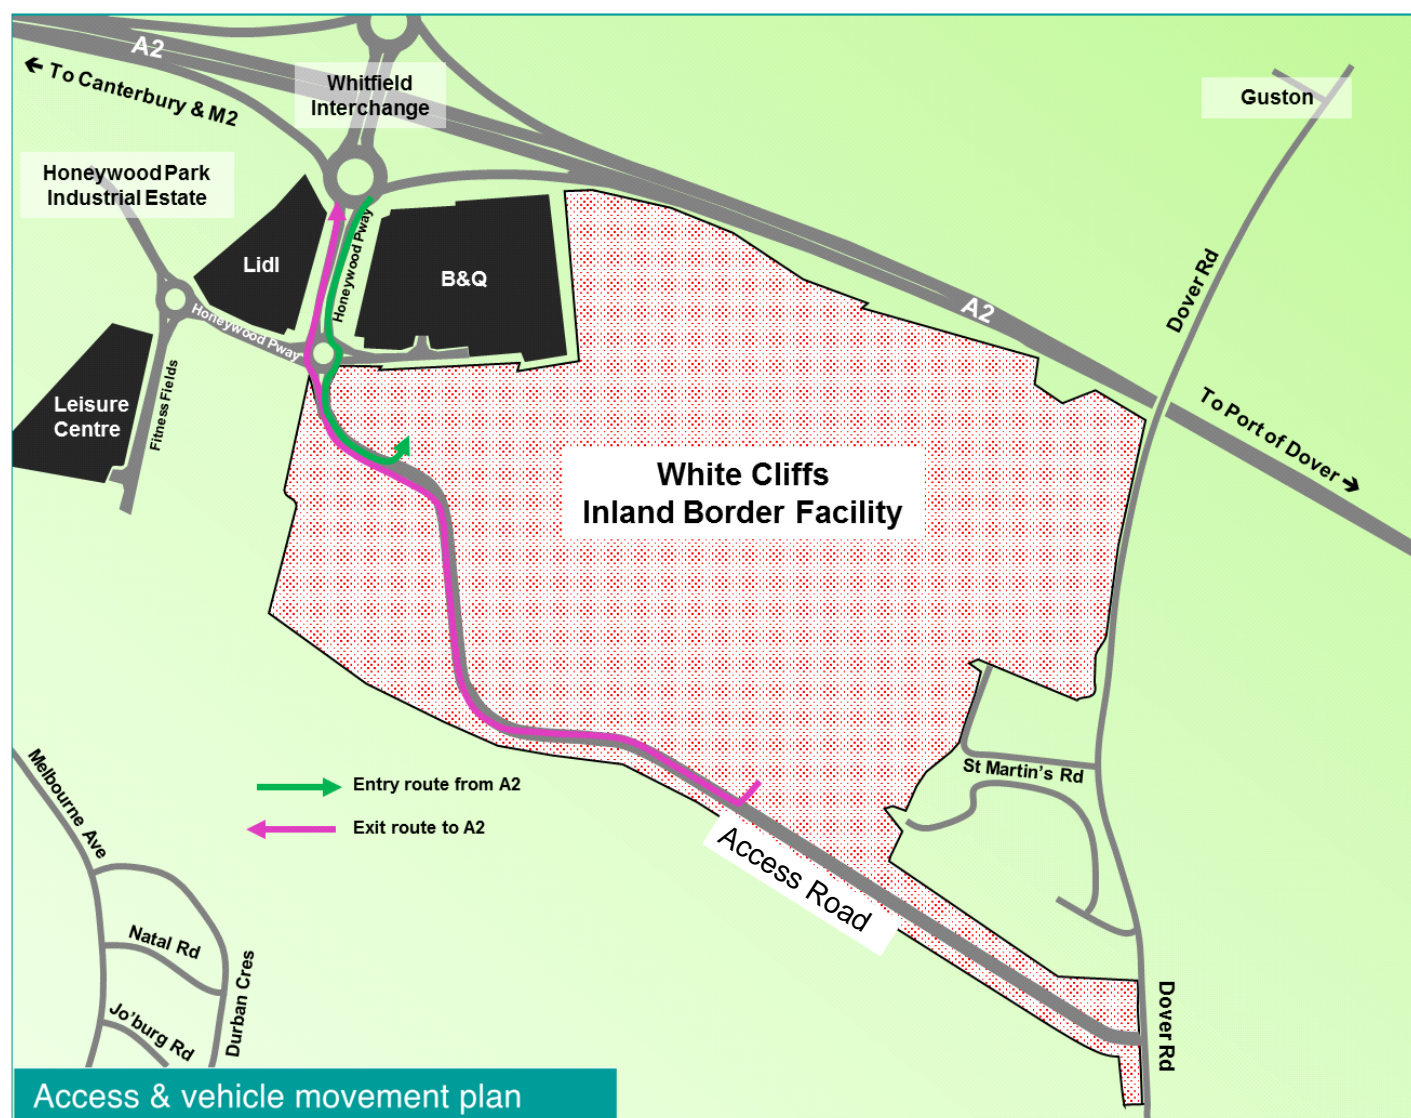 A2
← To Canterbury & M2
Whitfield
Interchange
Guston
Honeywood Park
Industrial Estate
Lidl
Honeywood Pway
B&Q
Dover Rd
A2
Honeywood Pway
Leisure
Centre
Fitness Fields
To Port of Dover →
White Cliffs
Inland Border Facility
St Martin's Rd
Melbourne Ave
Entry route from A2
Exit route to A2
Access Road
Natal Rd
Durban Cres
Jo'burg Rd
Dover Rd
Access & vehicle movement plan